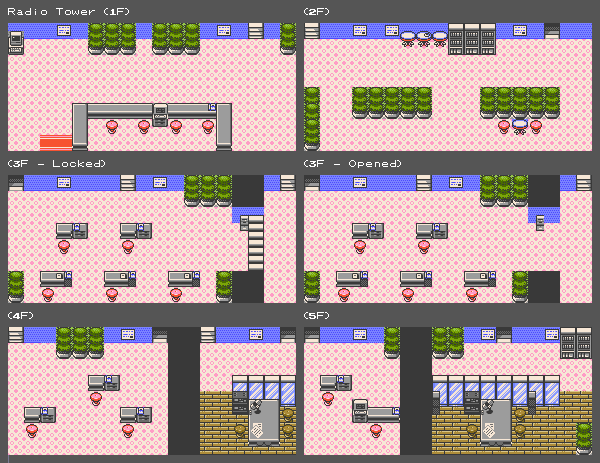 Radio Tower (1F)
(2F)
(3F - Locked)
(3F - Opened)
(4F)
(5F)